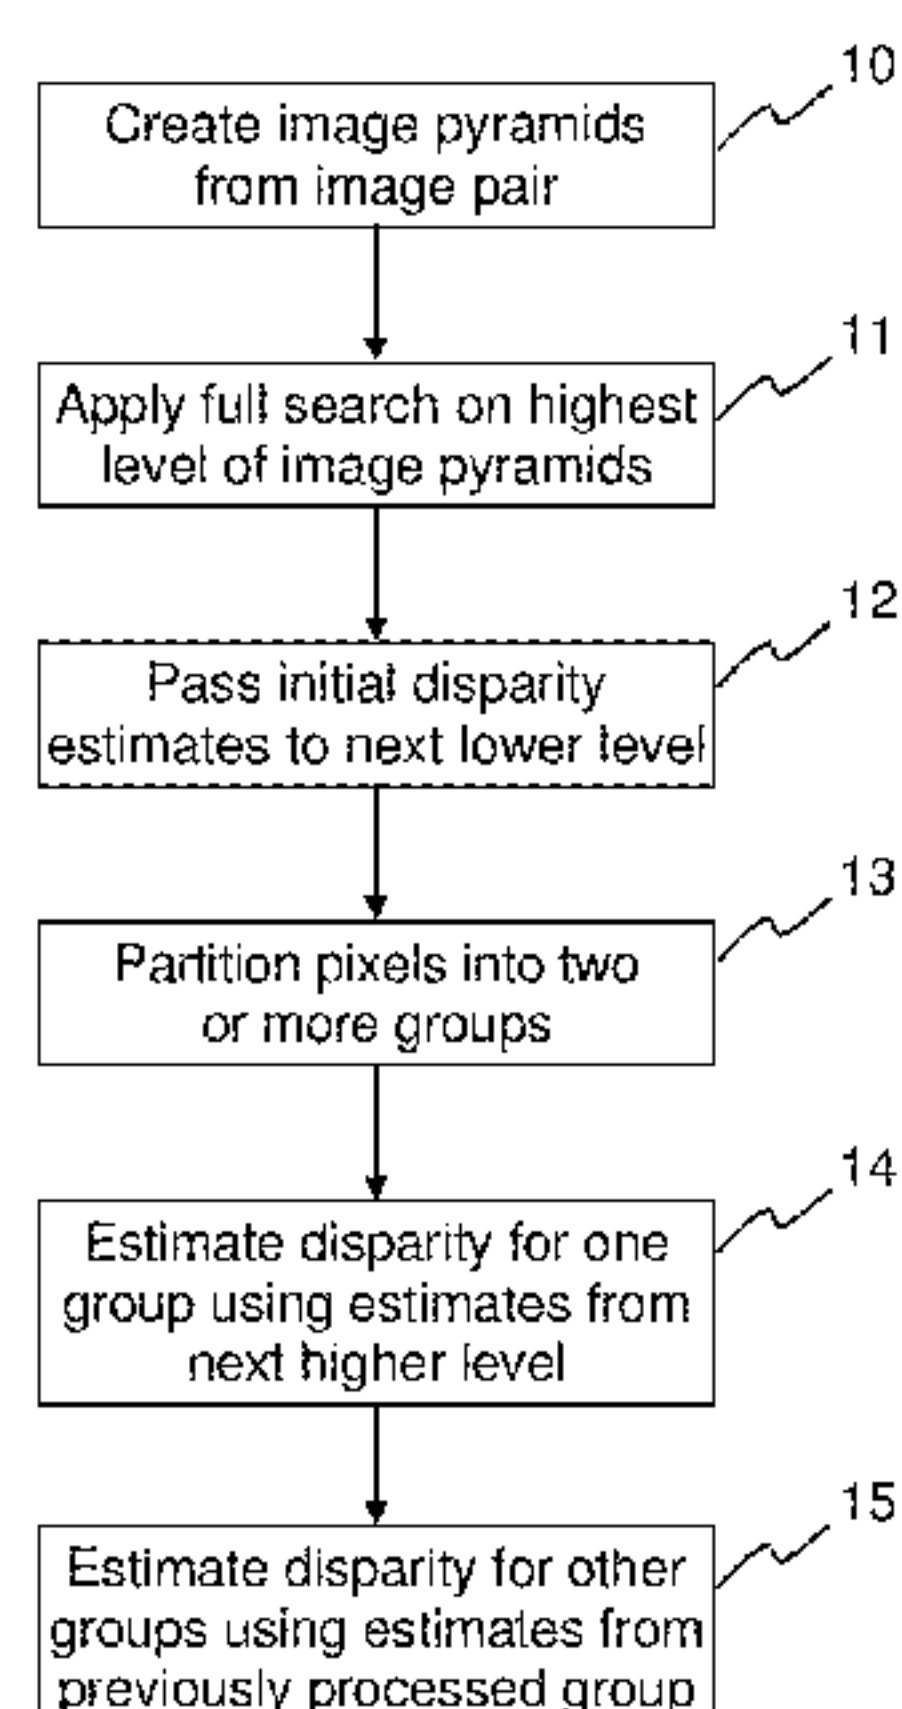 10
Create image pyramids
from image pair
11
Apply full search on highest
level of image pyramids
12
Pass initial disparity
estimates to next lower level
13
Partition pixels into two
or more groups
14
Estimate disparity for one
group using estimates from
next higher level
15
Estimate disparity for other
groups using estimates from
previously processed group